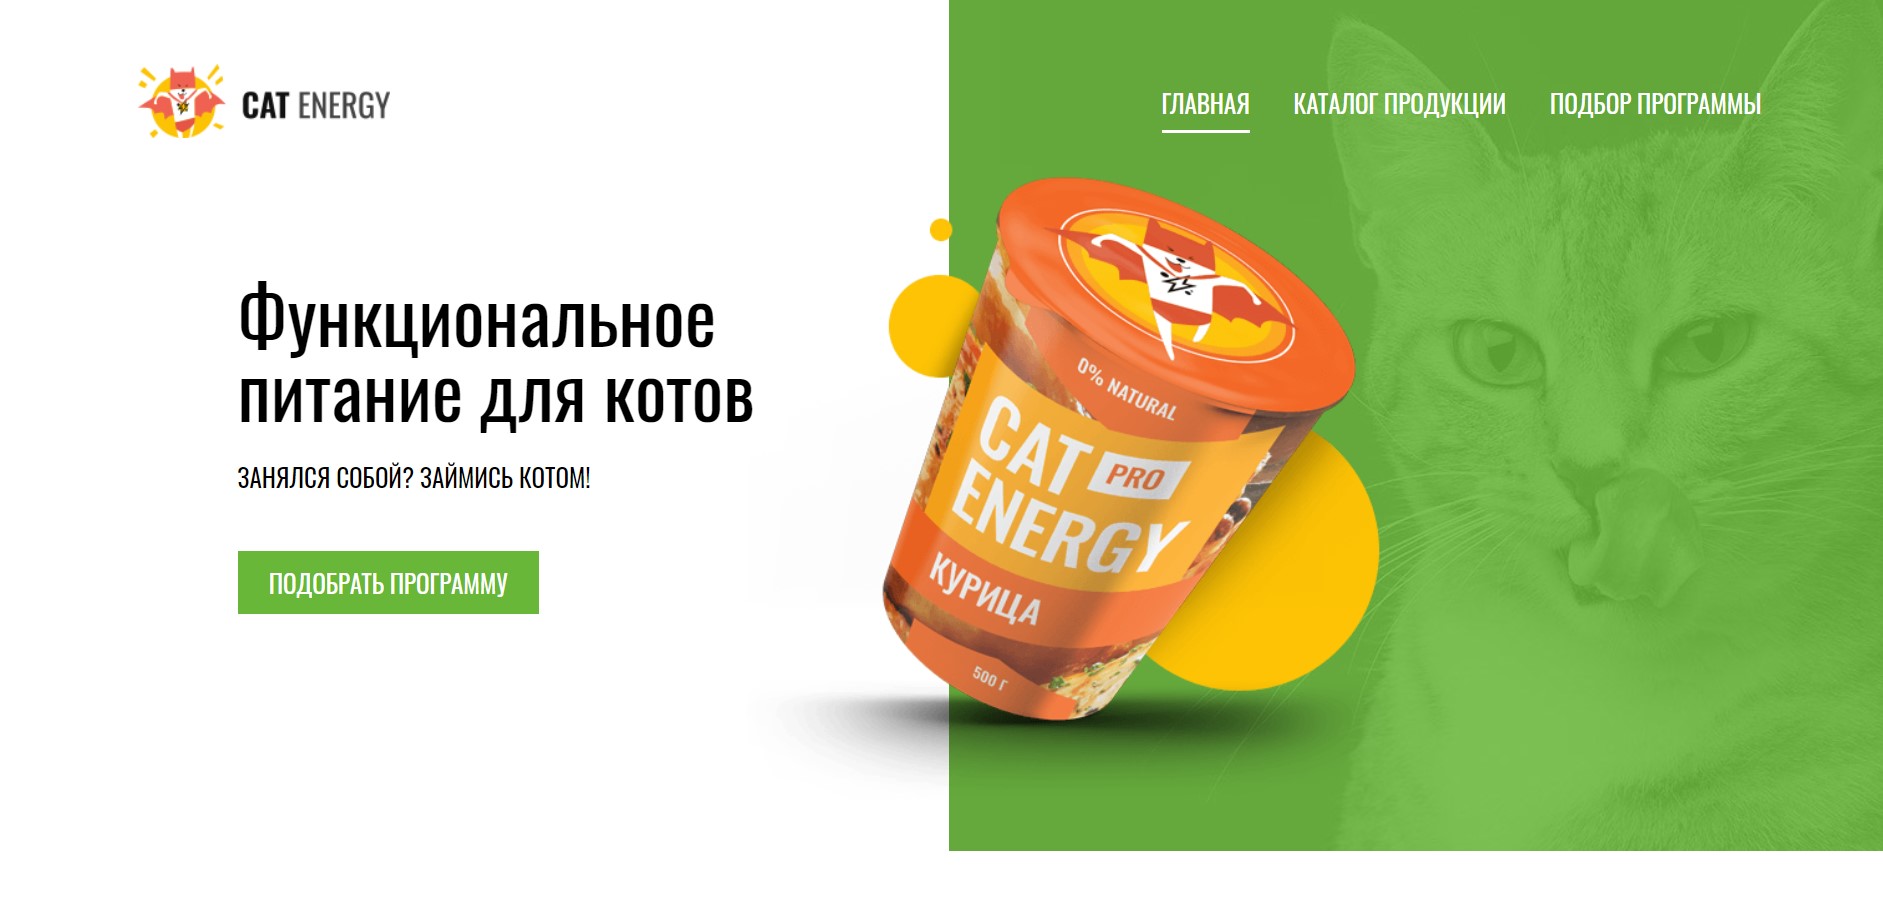 CAT ENERGY
ГЛАВНАЯ
КАТАЛОГ ПРОДУКЦИИ
ПОДБОР ПРОГРАММЫ
Функциональное
питание для котов
ЗАНЯЛСЯ СОБОЙ? ЗАЙМИСЬ КОТОМ!
ПОДОБРАТЬ ПРОГРАММУ
0% NATURAL
CAT PRO
ENERGY
КУРИЦА
500 Г